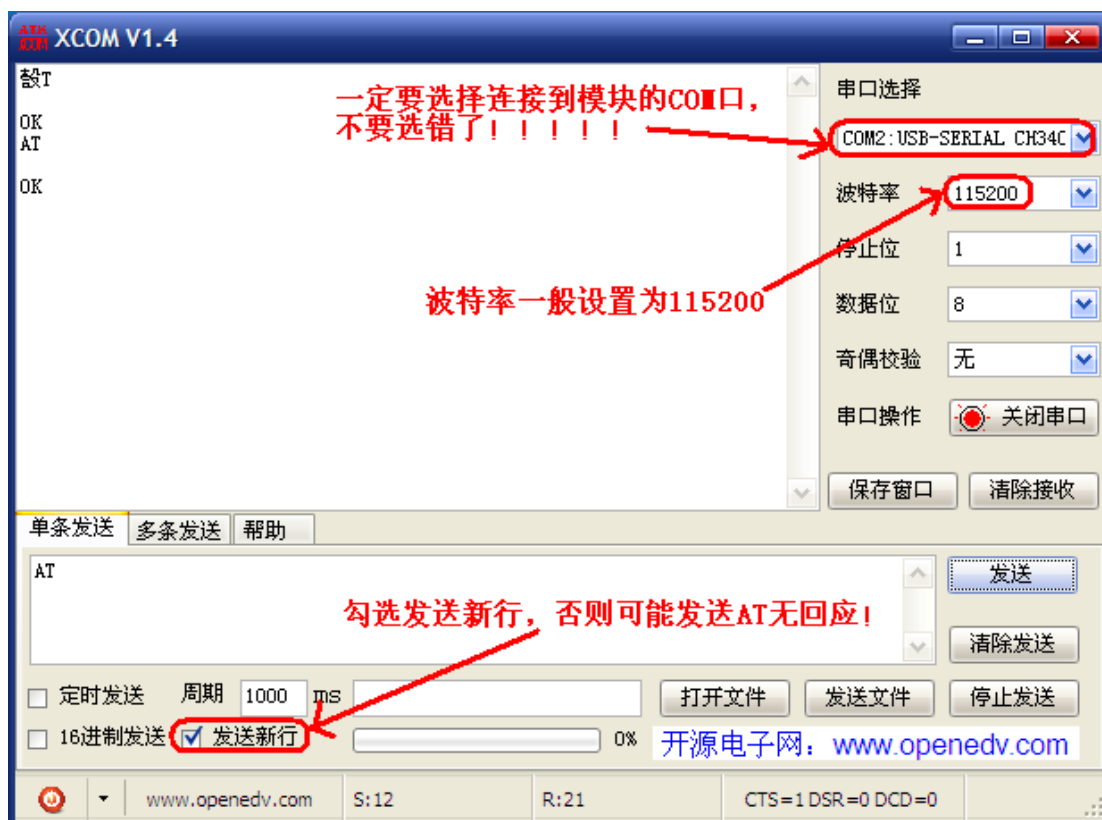 XCOM V1.4
T
OK
AT
OK
一定要选择连接到模块的COM口，
不要选错了！！！！！
串口选择
COM2:USB-SERIAL CH340
波特率
115200
停止位
1
波特率一般设置为115200
数据位
8
奇偶校验
无
串口操作
关闭串口
保存窗口
清除接收
单条发送
多条发送
帮助
AT
发送
勾选发送新行，否则可能发送AT无回应！
清除发送
定时发送
周期
1000
ms
打开文件
发送文件
停止发送
16进制发送
发送新行
0%
开源电子网：www.openedv.com
www.openedv.com
S:12
R:21
CTS=1 DSR=0 DCD=0